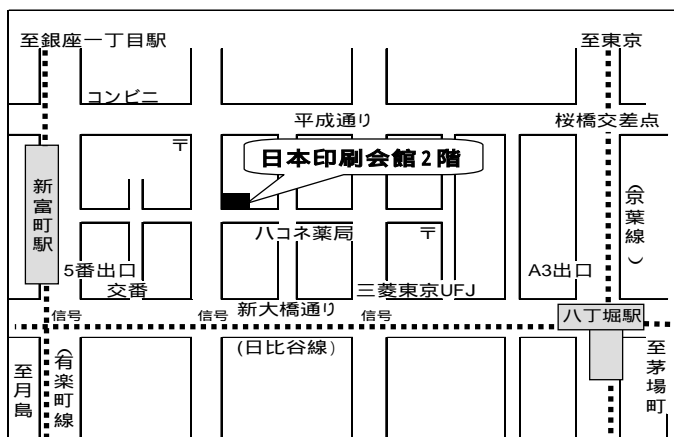 至銀座一丁目駅
至東京
コンビニ
平成通り
桜橋交差点
〒
日本印刷会館2階
新富町駅
(京葉線)
ハコネ薬局
〒
5番出口
A3出口
交番
三菱東京UFJ
新大橋通り
信号
信号
信号
八丁堀駅
(日比谷線)
至月島
(有楽町線
至茅場町